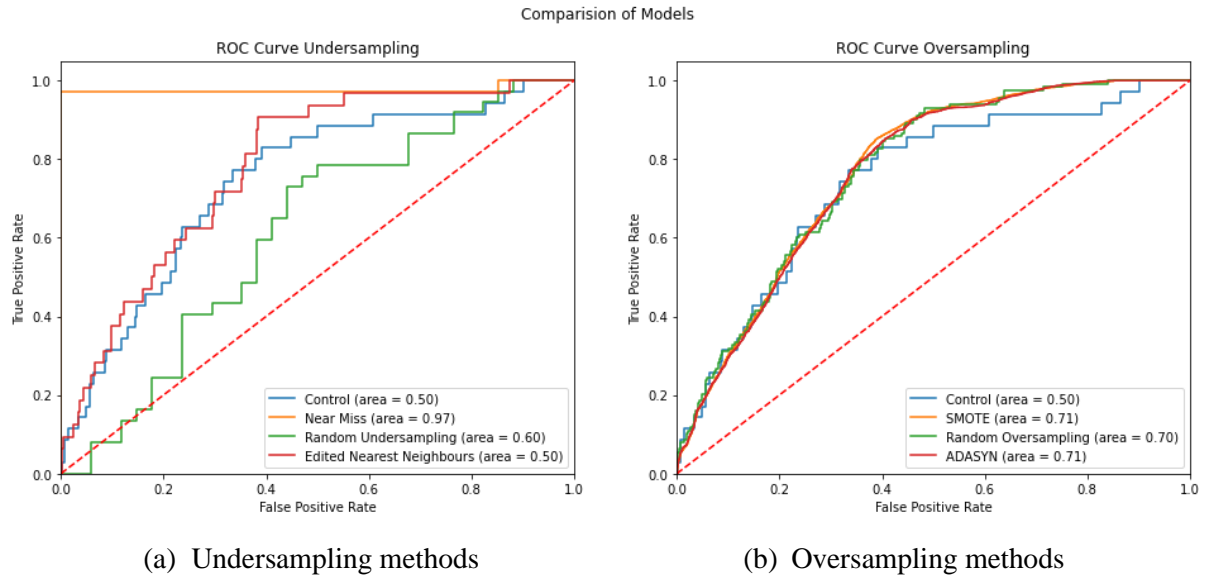 Comparision of Models
ROC Curve Undersampling
True Positive Rate
1.0
0.8
0.6
0.4
0.2
0.0
Control (area = 0.50)
Near Miss (area = 0.97)
Random Undersampling (area = 0.60)
Edited Nearest Neighbours (area = 0.50)
0.0 0.2 0.4 0.6 0.8 1.0
False Positive Rate
(a) Undersampling methods
ROC Curve Oversampling
True Positive Rate
1.0
0.8
0.6
0.4
0.2
0.0
Control (area = 0.50)
SMOTE (area = 0.71)
Random Oversampling (area = 0.70)
ADASYN (area = 0.71)
0.0 0.2 0.4 0.6 0.8 1.0
False Positive Rate
(b) Oversampling methods